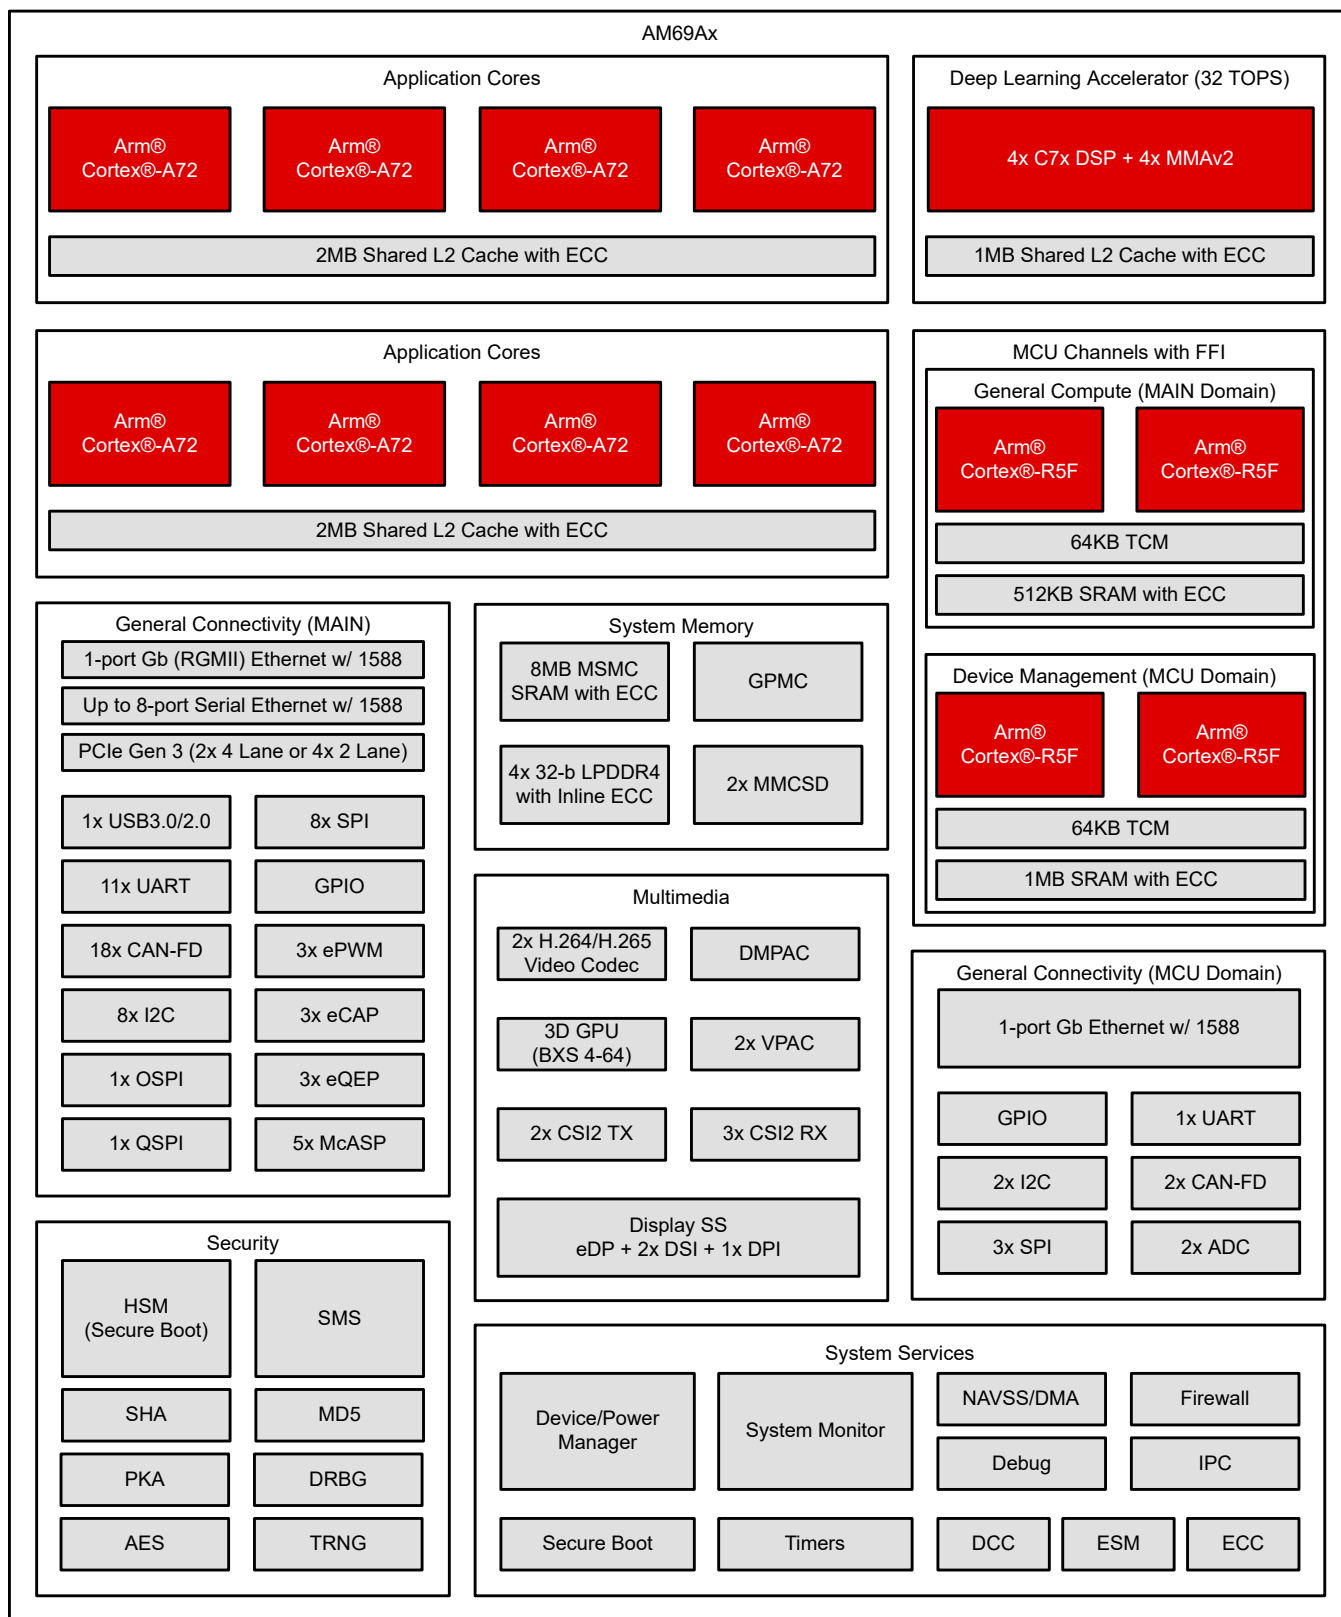 AM69Ax
Application Cores
Arm®
Cortex®-A72
Arm®
Cortex®-A72
Arm®
Cortex®-A72
Arm®
Cortex®-A72
2MB Shared L2 Cache with ECC
Deep Learning Accelerator (32 TOPS)
4x C7x DSP + 4x MMAv2
1MB Shared L2 Cache with ECC
Application Cores
Arm®
Cortex®-A72
Arm®
Cortex®-A72
Arm®
Cortex®-A72
Arm®
Cortex®-A72
2MB Shared L2 Cache with ECC
MCU Channels with FFI
General Compute (MAIN Domain)
Arm®
Cortex®-R5F
Arm®
Cortex®-R5F
64KB TCM
512KB SRAM with ECC
Device Management (MCU Domain)
Arm®
Cortex®-R5F
Arm®
Cortex®-R5F
64KB TCM
1MB SRAM with ECC
General Connectivity (MAIN)
1-port Gb (RGMII) Ethernet w/ 1588
Up to 8-port Serial Ethernet w/ 1588
PCIe Gen 3 (2x 4 Lane or 4x 2 Lane)
1x USB3.0/2.0
8x SPI
11x UART
GPIO
18x CAN-FD
3x ePWM
8x I2C
3x eCAP
1x OSPI
3x eQEP
1x QSPI
5x McASP
System Memory
8MB MSMC
SRAM with ECC
GPMC
4x 32-b LPDDR4
with Inline ECC
2x MMCSD
Multimedia
2x H.264/H.265
Video Codec
DMPAC
3D GPU
(BXS 4-64)
2x VPAC
2x CSI2 TX
3x CSI2 RX
Display SS
eDP + 2x DSI + 1x DPI
General Connectivity (MCU Domain)
1-port Gb Ethernet w/ 1588
GPIO
1x UART
2x I2C
2x CAN-FD
3x SPI
2x ADC
Security
HSM
(Secure Boot)
SMS
SHA
MD5
PKA
DRBG
AES
TRNG
System Services
Device/Power
Manager
System Monitor
NAVSS/DMA
Firewall
Debug
IPC
Secure Boot
Timers
DCC
ESM
ECC